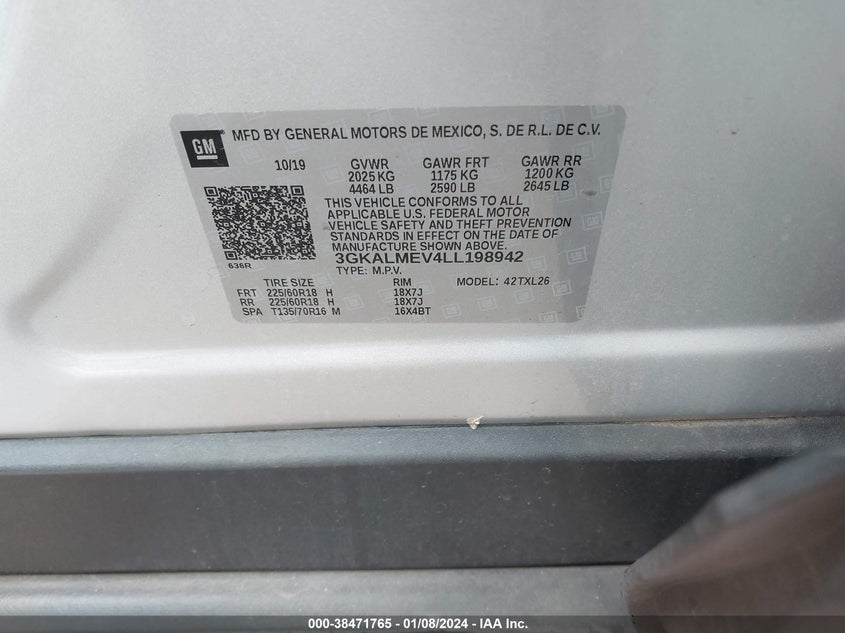 GM MFD BY GENERAL MOTORS DE MEXICO, S. DE R.L. DE C.V.
10/19 GVWR GAWR FRT GAWR RR
2025 KG 1175 KG 1200 KG
4464 LB 2590 LB 2645 LB
THIS VEHICLE CONFORMS TO ALL
APPLICABLE U.S. FEDERAL MOTOR
VEHICLE SAFETY AND THEFT PREVENTION
STANDARDS IN EFFECT ON THE DATE OF
MANUFACTURE SHOWN ABOVE.
636R 3GKALMEV4LL198942
TYPE: M.P.V.
TIRE SIZE RIM MODEL: 42TXL26
FRT 225/60R18 H 18X7J
RR 225/60R18 H 18X7J
SPA T135/70R16 M 16X4BT
000-38471765 - 01/08/2024 - IAA Inc.